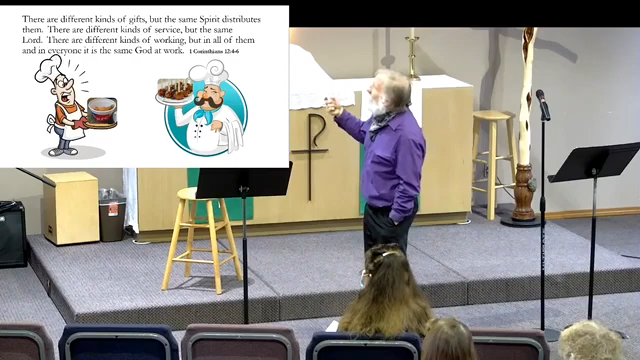 There are different kinds of gifts, but the same Spirit distributes
them. There are different kinds of service, but the same
Lord. There are different kinds of working, but in all of them
and in everyone it is the same God at work. 1 Corinthians 12:4-6